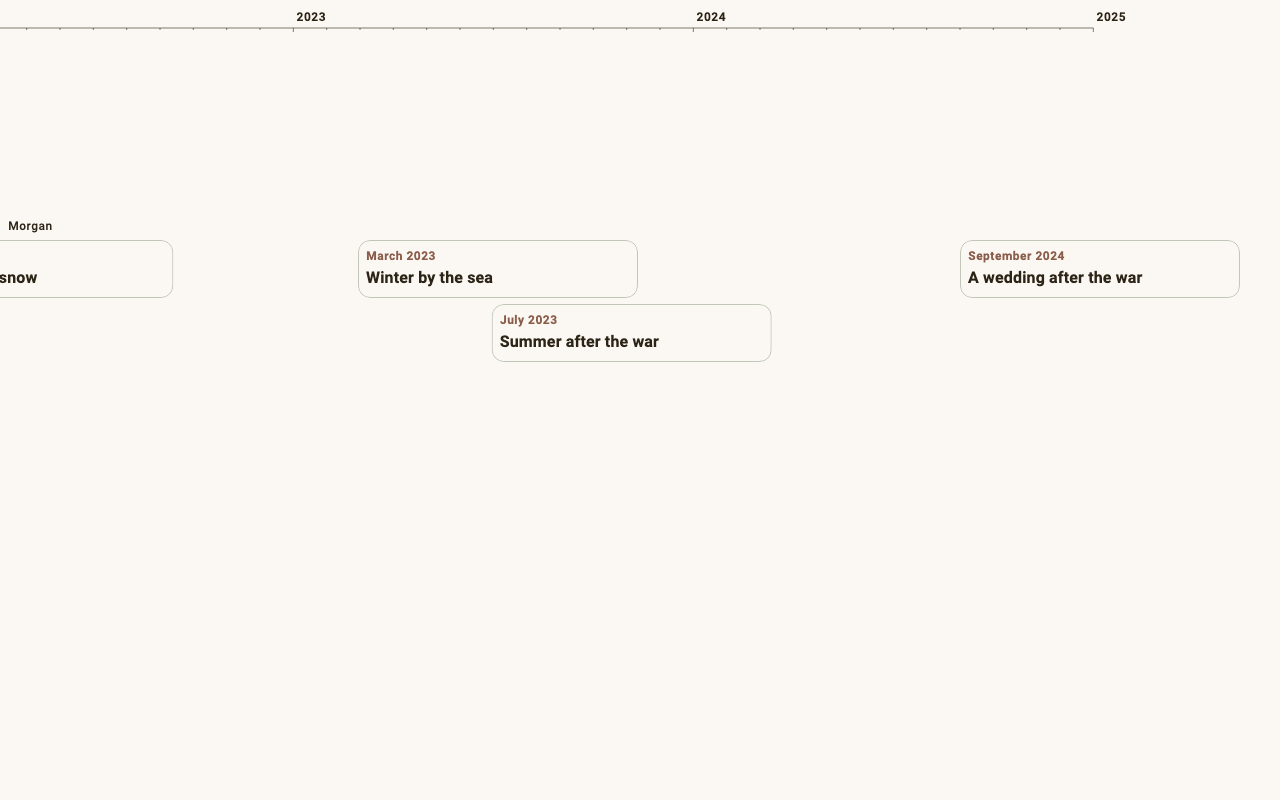 2023
2024
2025
Morgan
snow
March 2023
Winter by the sea
September 2024
A wedding after the war
July 2023
Summer after the war